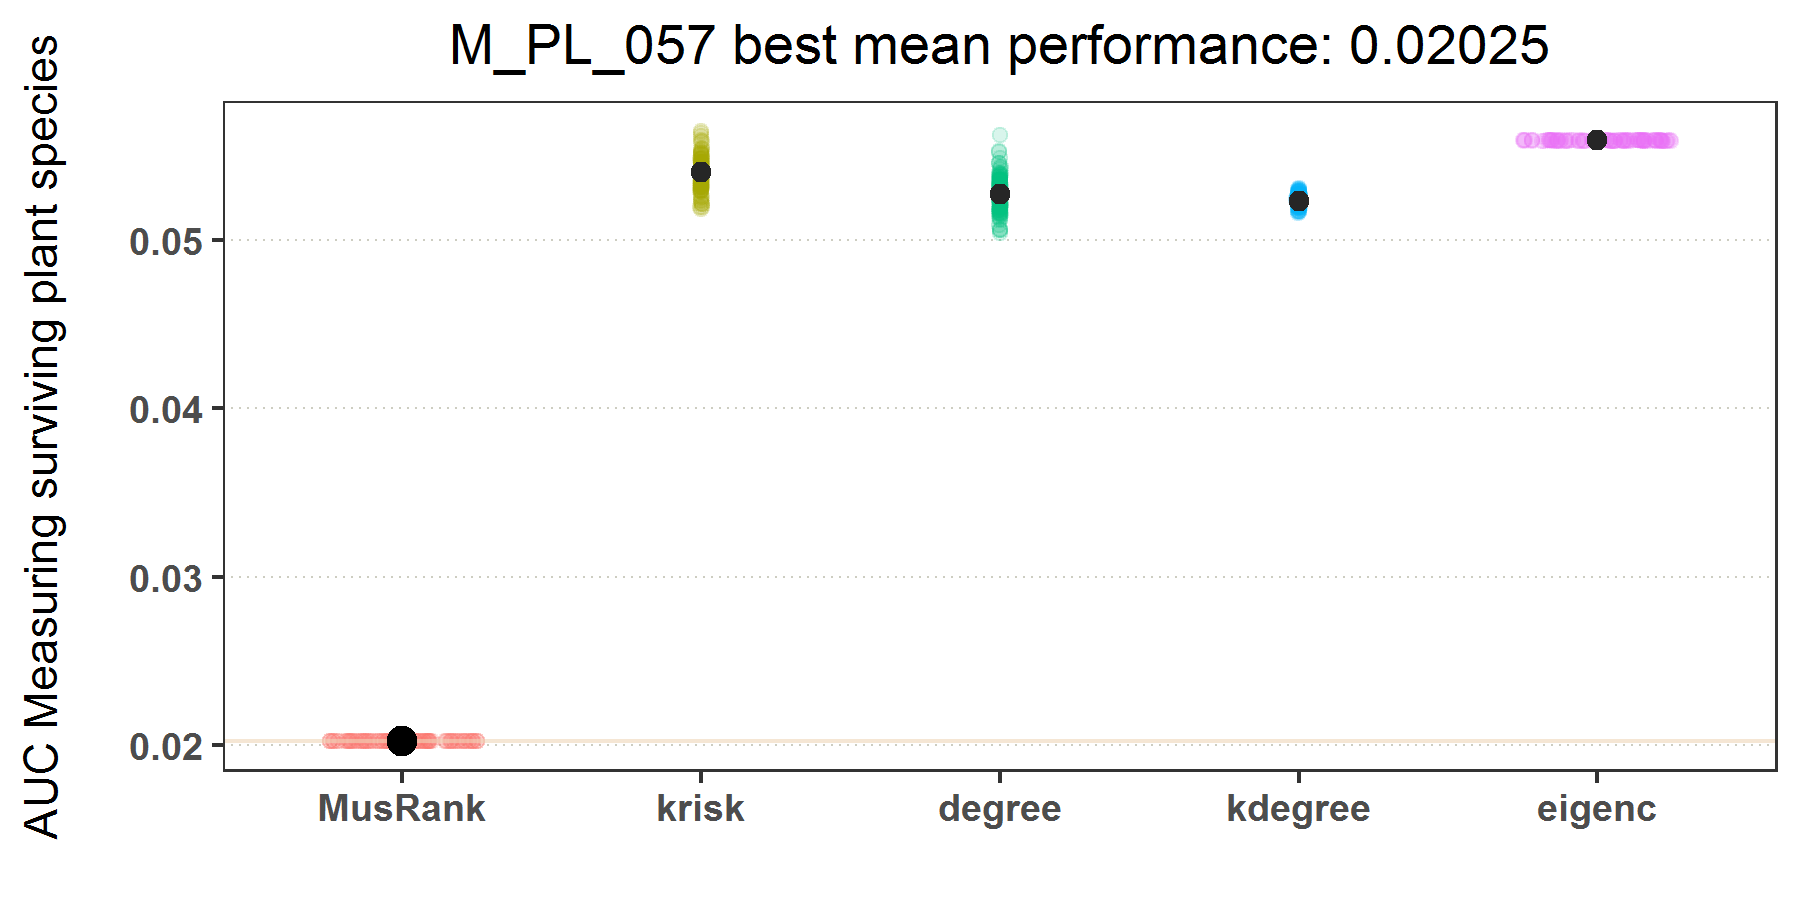 M_PL_057 best mean performance: 0.02025
AUC Measuring surviving plant species
0.05
0.04
0.03
0.02
MusRank krisk degree kdegree eigenc